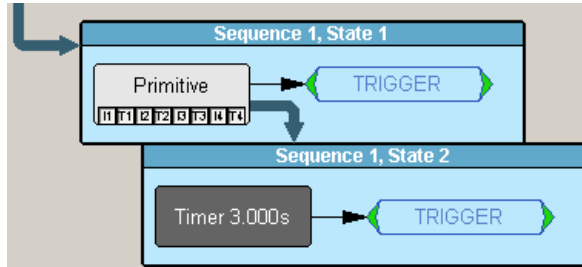 Sequence 1, State 1
Primitive
TRIGGER
I1 T1 I2 T2 I3 T3 I4 T4
Sequence 1, State 2
Timer 3.000s
TRIGGER